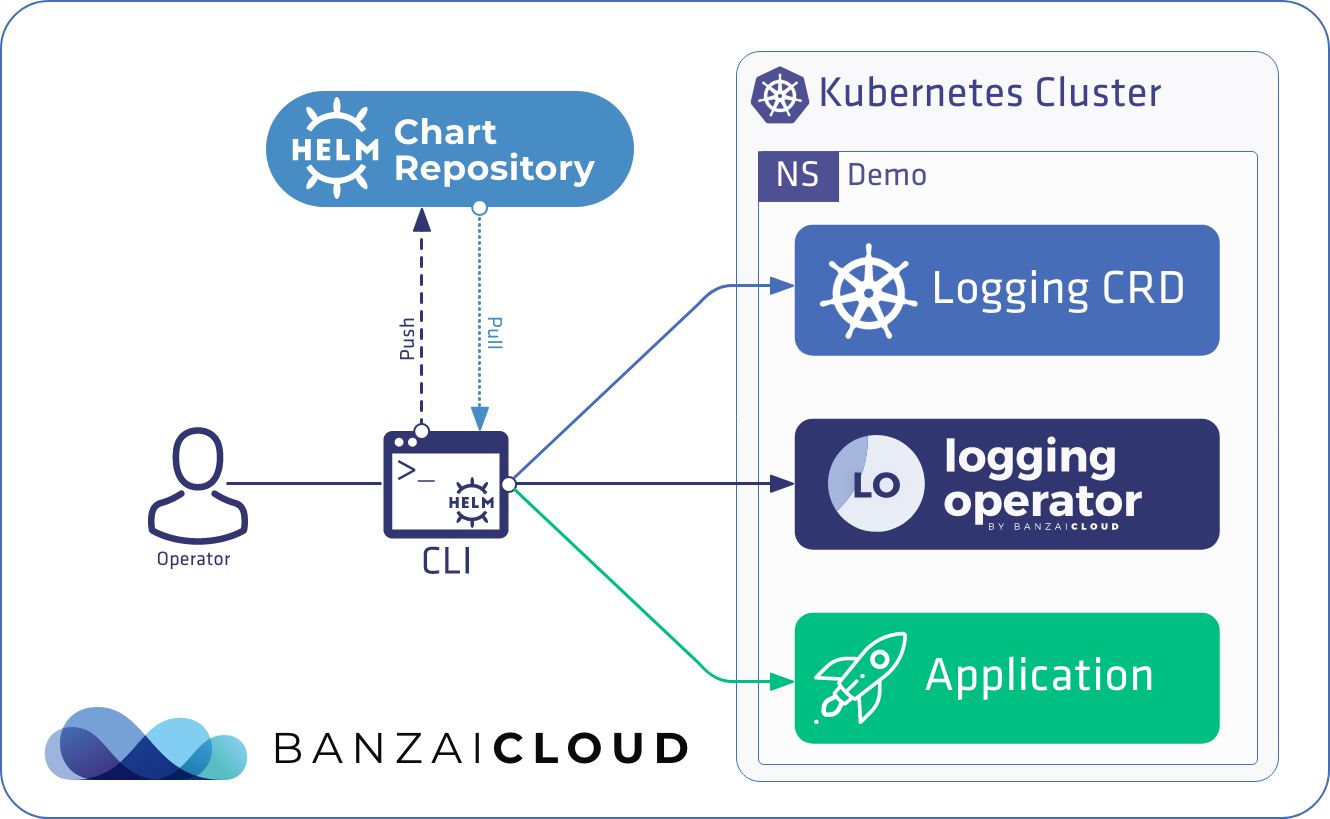 HELM
Chart
Repository
Push
Pull
Operator
>_
HELM
CLI
Kubernetes Cluster
NS
Demo
Logging CRD
LO
logging
operator
BY BANZAICLOUD
Application
BANZAICLOUD